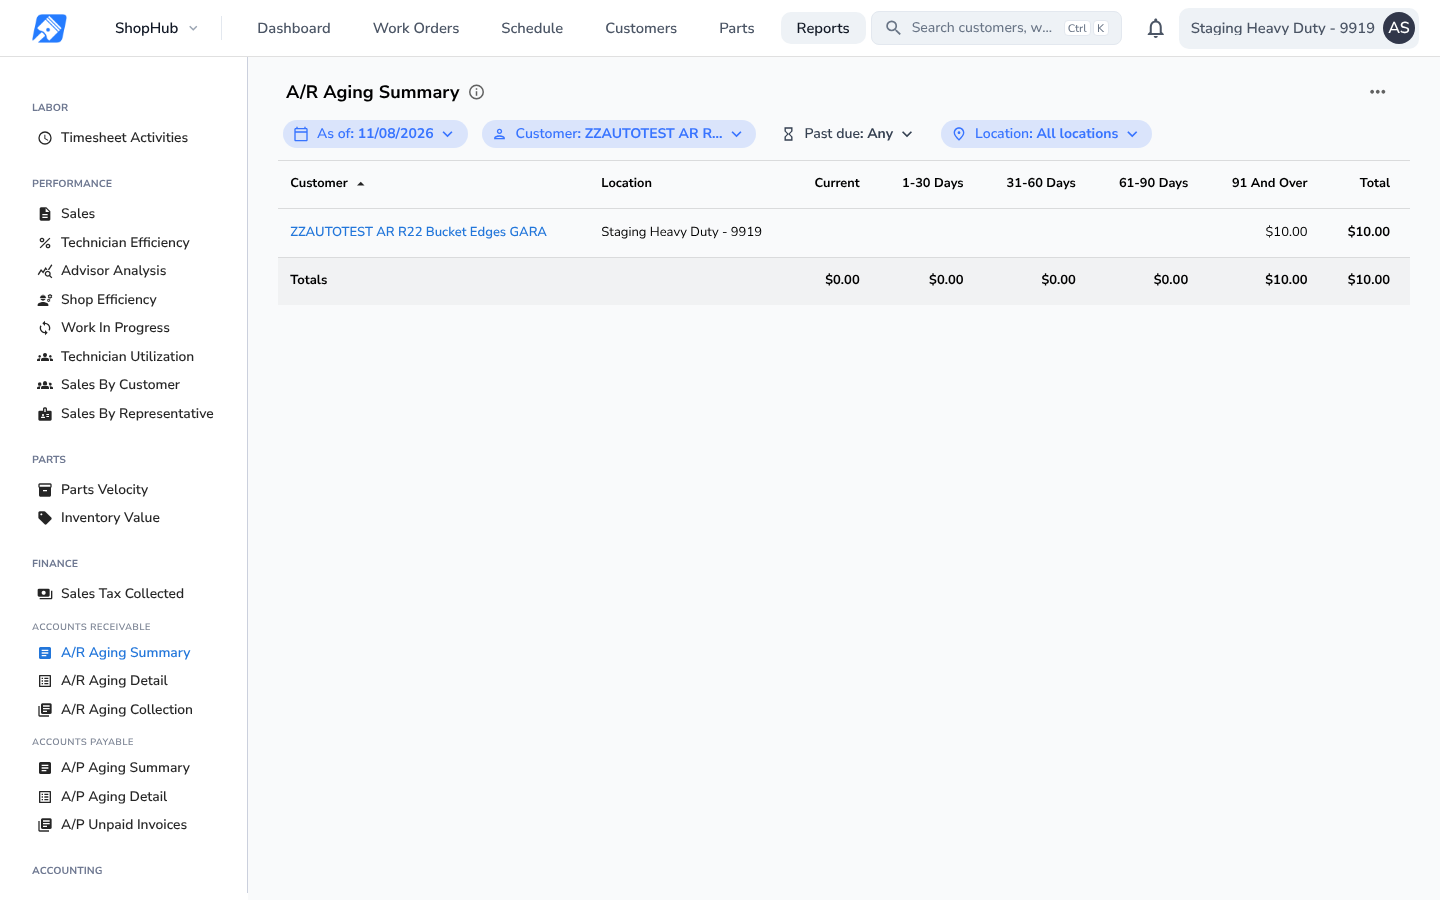 ShopHub
Dashboard
Work Orders
Schedule
Customers
Parts
Reports
Search customers, w...
Ctrl
K
Staging Heavy Duty - 9919
AS
LABOR
Timesheet Activities
PERFORMANCE
Sales
Technician Efficiency
Advisor Analysis
Shop Efficiency
Work In Progress
Technician Utilization
Sales By Customer
Sales By Representative
PARTS
Parts Velocity
Inventory Value
FINANCE
Sales Tax Collected
ACCOUNTS RECEIVABLE
A/R Aging Summary
A/R Aging Detail
A/R Aging Collection
ACCOUNTS PAYABLE
A/P Aging Summary
A/P Aging Detail
A/P Unpaid Invoices
ACCOUNTING
A/R Aging Summary
As of: 11/08/2026
Customer: ZZAUTOTEST AR R...
Past due: Any
Location: All locations
Customer Location Current 1-30 Days 31-60 Days 61-90 Days 91 And Over Total
ZZAUTOTEST AR R22 Bucket Edges GARA Staging Heavy Duty - 9919 $10.00 $10.00
Totals $0.00 $0.00 $0.00 $0.00 $10.00 $10.00